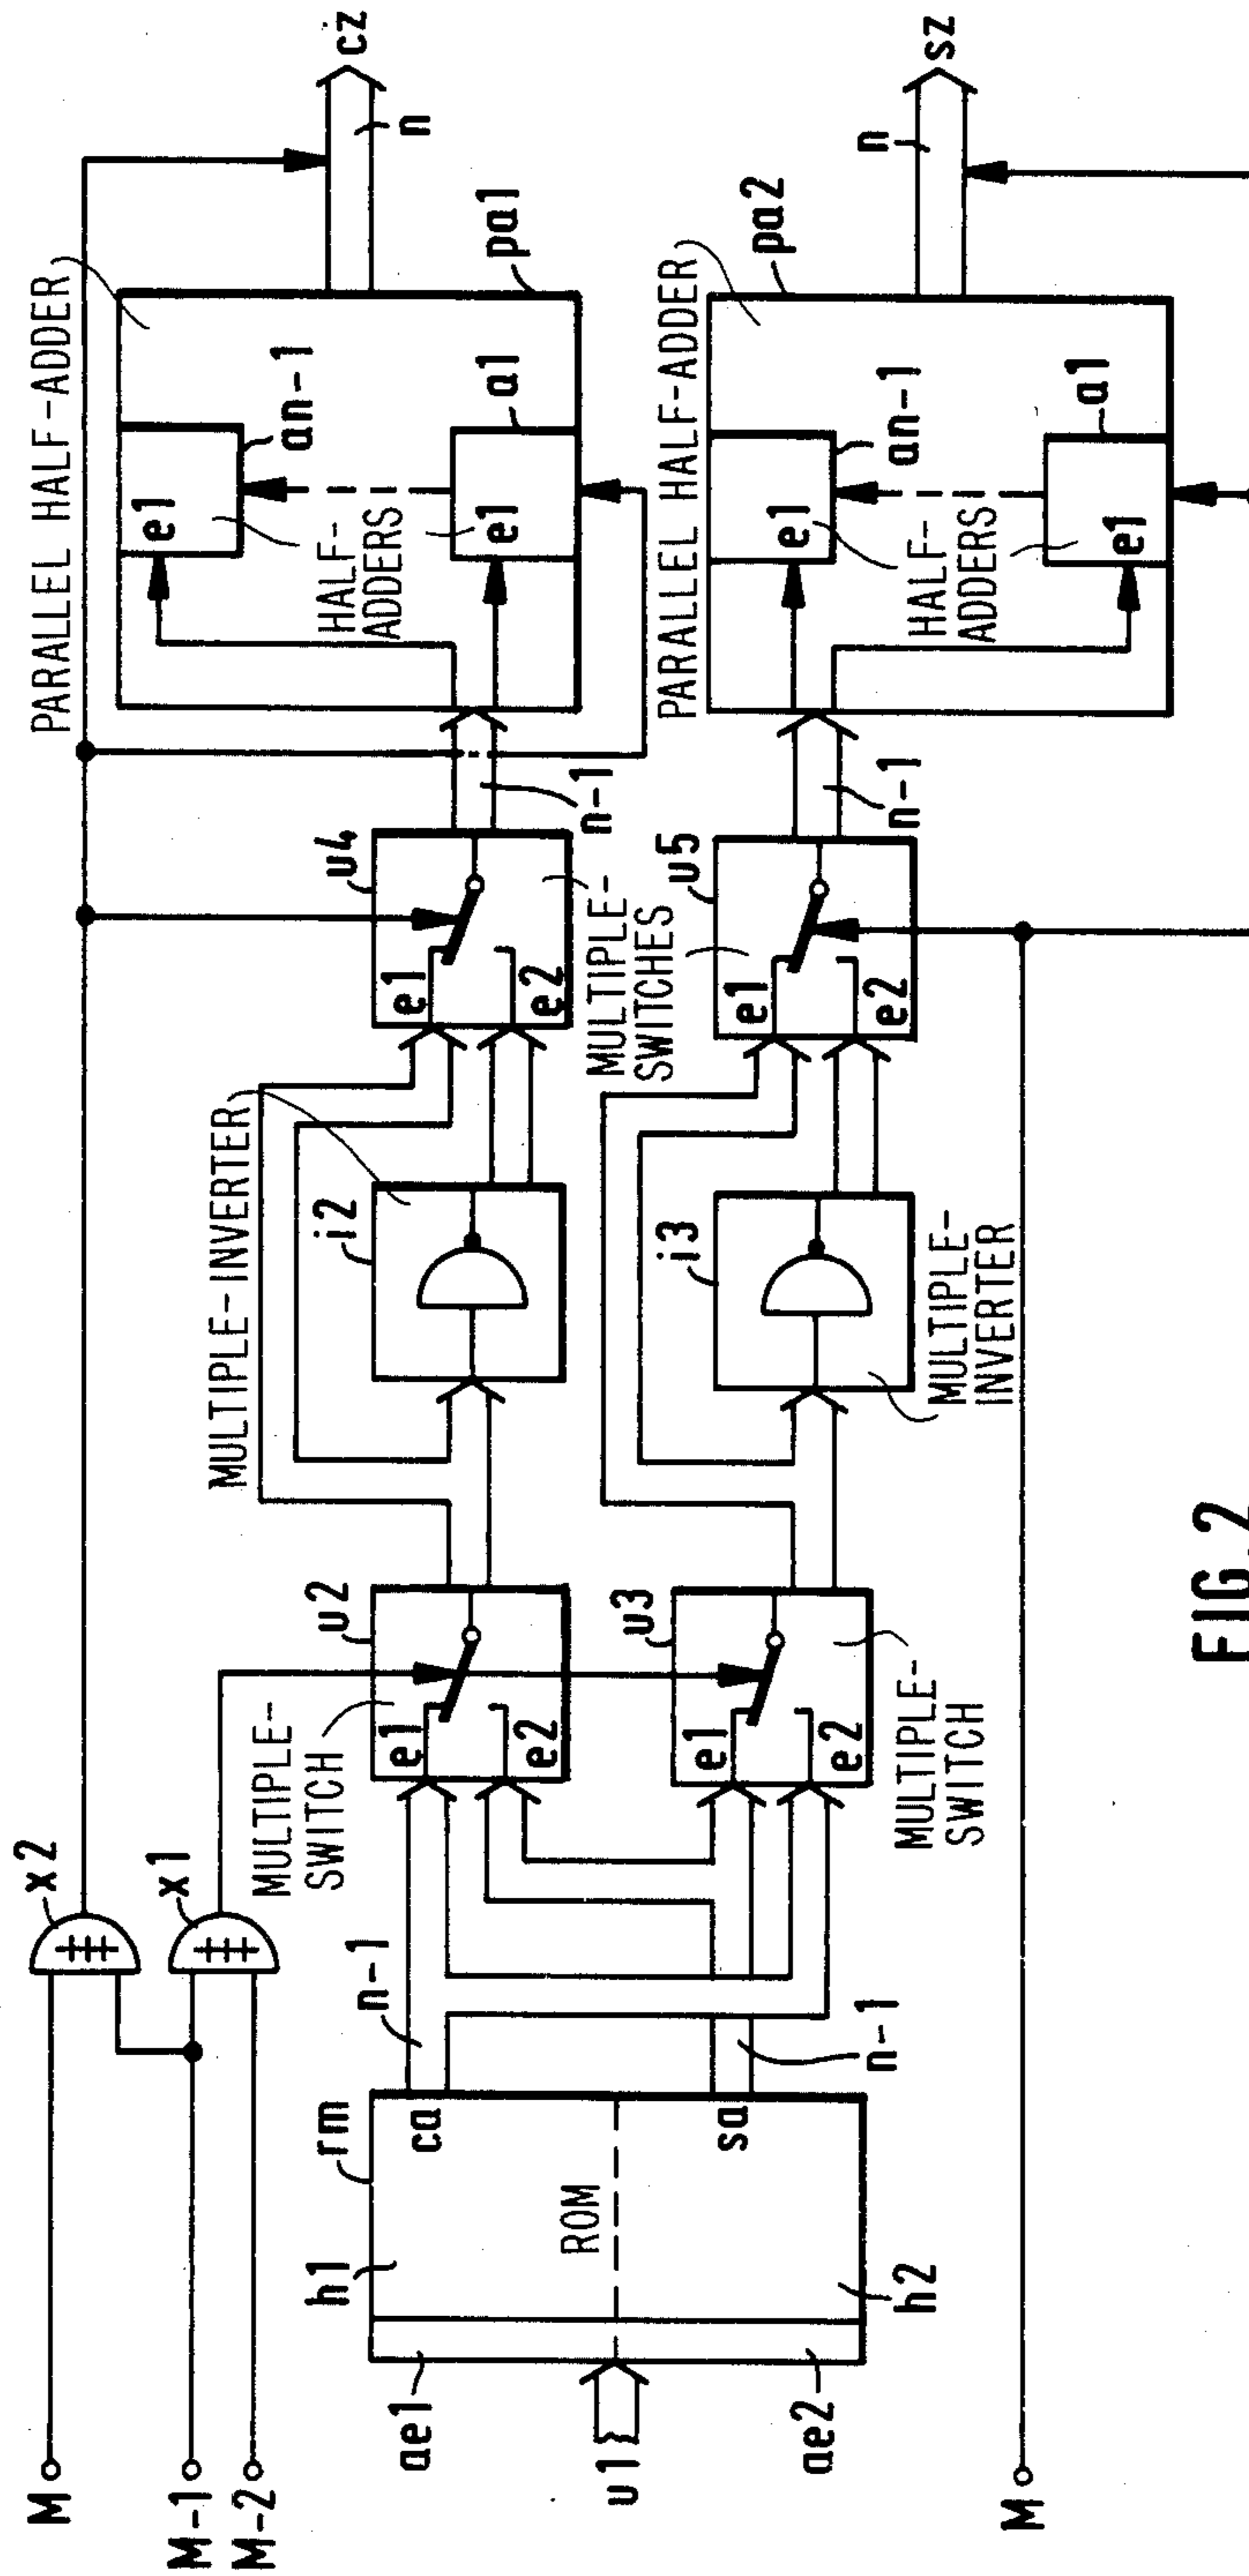 M
M-1
M-2
x2
x1
ae1
u1
ae2
h1
h2
ROM
rm
ca
sa
n-1
n-1
MULTIPLE-
SWITCH
u2
e1
e2
u3
e1
e2
MULTIPLE-
SWITCH
MULTIPLE-INVERTER
i2
i3
MULTIPLE-
INVERTER
u4
e1
e2
MULTIPLE-
SWITCHES
u5
e1
e2
n-1
n-1
PARALLEL HALF-ADDER
e1
an-1
HALF-
ADDERS
e1
a1
pa1
n
cz
PARALLEL HALF-ADDER
e1
an-1
HALF-
ADDERS
e1
a1
pa2
n
sz
M
FIG.2